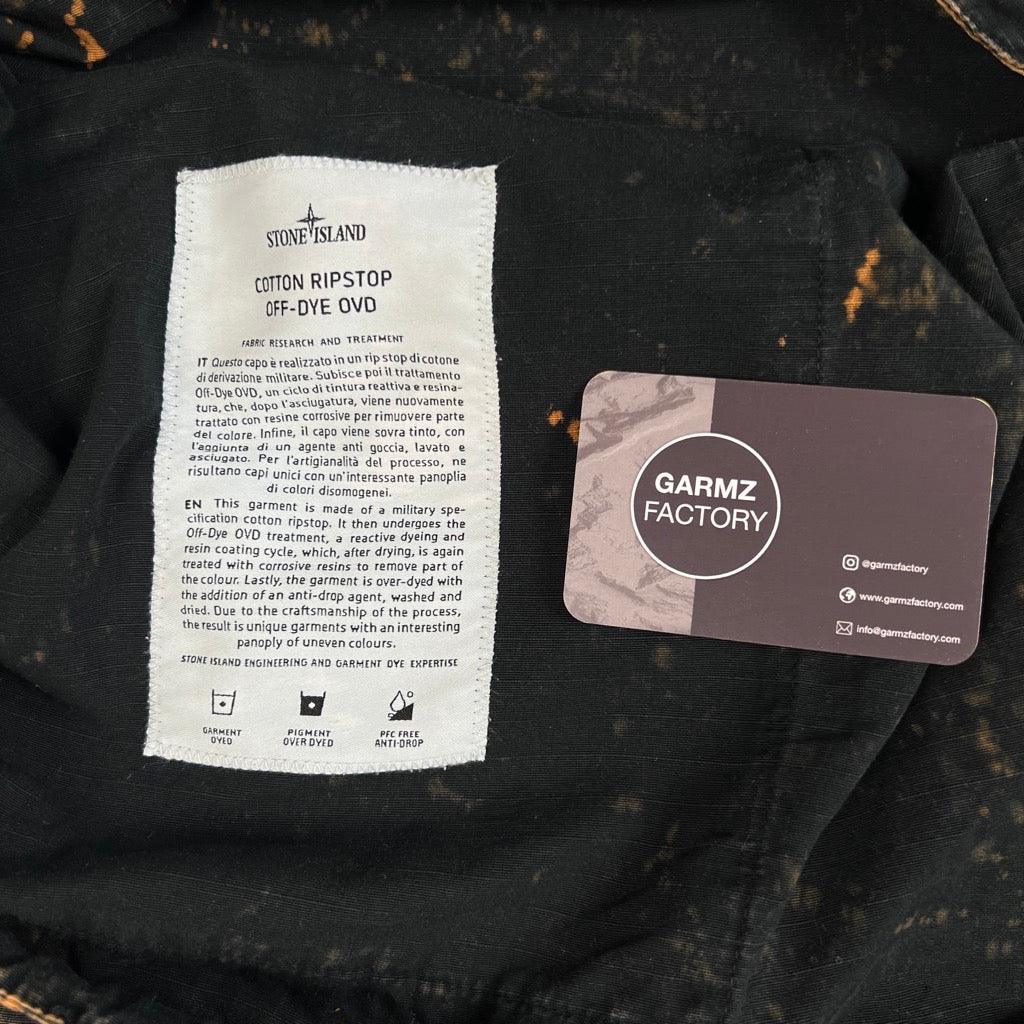 STONE ISLAND
COTTON RIPSTOP
OFF-DYE OVD
FABRIC RESEARCH AND TREATMENT
IT Questo capo è realizzato in un rip stop di cotone
di derivazione militare. Subisce poi il trattamento
Off-Dye OVD, un ciclo di tintura reattiva e resina-
tura, che, dopo l'asciugatura, viene nuovamente
trattato con resine corrosive per rimuovere parte
del colore. Infine, il capo viene sovra tinto, con
l'aggiunta di un agente anti goccia, lavato e
asciugato. Per l'artigianalità del processo, ne
risultano capi unici con un'interessante panoplia
di colori disomogenei.
EN This garment is made of a military spe-
cification cotton ripstop. It then undergoes the
Off-Dye OVD treatment, a reactive dyeing and
resin coating cycle, which, after drying, is again
treated with corrosive resins to remove part of
the colour. Lastly, the garment is over-dyed with
the addition of an anti-drop agent, washed and
dried. Due to the craftsmanship of the process,
the result is unique garments with an interesting
panoply of uneven colours.
STONE ISLAND ENGINEERING AND GARMENT DYE EXPERTISE
GARMENT
DYED
PIGMENT
OVER DYED
PFC FREE
ANTI-DROP
GARMZ
FACTORY
@garmzfactory
www.garmzfactory.com
info@garmzfactory.com